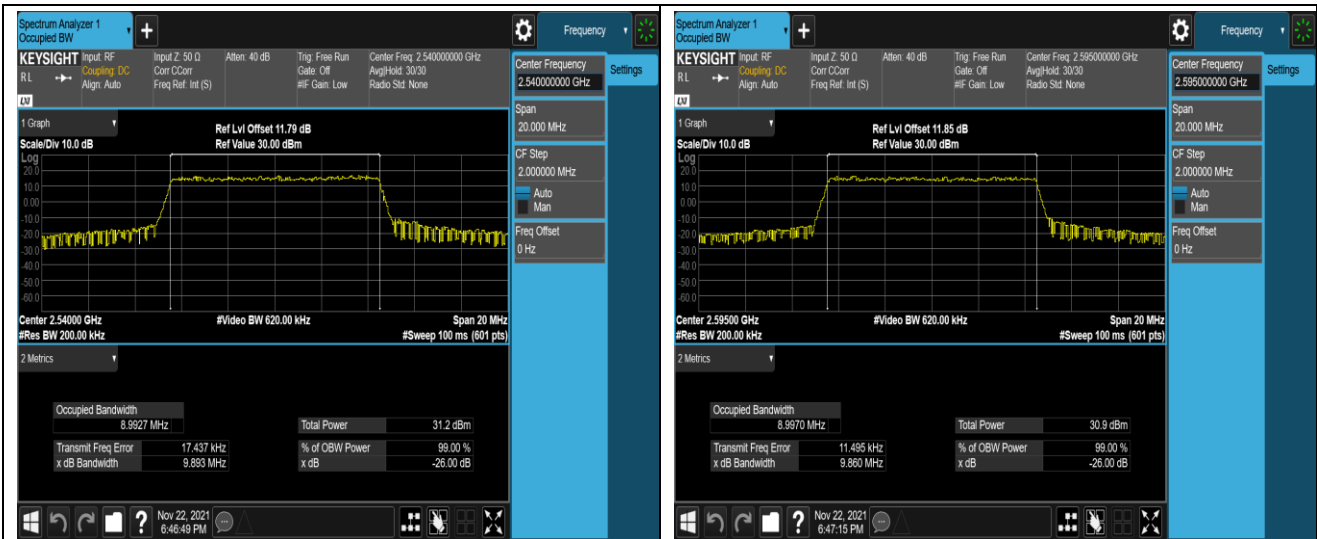 Spectrum Analyzer 1
Occupied BW
+
Frequency
KEYSIGHT
R L
LXI
Input: RF
Coupling: DC
Align: Auto
Input Z: 50 Ω
Corr CCorr
Freq Ref: Int (S)
Atten: 40 dB
Trig: Free Run
Gate: Off
#IF Gain: Low
Center Freq: 2.540000000 GHz
Avg|Hold: 30/30
Radio Std: None
Center Frequency
2.540000000 GHz
Settings
Span
20.000 MHz
CF Step
2.000000 MHz
Auto
Man
Freq Offset
0 Hz
1 Graph
Scale/Div 10.0 dB
Ref Lvl Offset 11.79 dB
Ref Value 30.00 dBm
Log
20.0
10.0
0.00
-10.0
-20.0
-30.0
-40.0
-50.0
-60.0
Center 2.54000 GHz
#Video BW 620.00 kHz
Span 20 MHz
#Res BW 200.00 kHz
#Sweep 100 ms (601 pts)
2 Metrics
Occupied Bandwidth
8.9927 MHz
Total Power 31.2 dBm
Transmit Freq Error 17.437 kHz
% of OBW Power 99.00 %
x dB Bandwidth 9.893 MHz
x dB -26.00 dB
?
Nov 22, 2021
6:46:49 PM
Spectrum Analyzer 1
Occupied BW
+
Frequency
KEYSIGHT
R L
LXI
Input: RF
Coupling: DC
Align: Auto
Input Z: 50 Ω
Corr CCorr
Freq Ref: Int (S)
Atten: 40 dB
Trig: Free Run
Gate: Off
#IF Gain: Low
Center Freq: 2.595000000 GHz
Avg|Hold: 30/30
Radio Std: None
Center Frequency
2.595000000 GHz
Settings
Span
20.000 MHz
CF Step
2.000000 MHz
Auto
Man
Freq Offset
0 Hz
1 Graph
Scale/Div 10.0 dB
Ref Lvl Offset 11.85 dB
Ref Value 30.00 dBm
Log
20.0
10.0
0.00
-10.0
-20.0
-30.0
-40.0
-50.0
-60.0
Center 2.59500 GHz
#Video BW 620.00 kHz
Span 20 MHz
#Res BW 200.00 kHz
#Sweep 100 ms (601 pts)
2 Metrics
Occupied Bandwidth
8.9970 MHz
Total Power 30.9 dBm
Transmit Freq Error 11.495 kHz
% of OBW Power 99.00 %
x dB Bandwidth 9.860 MHz
x dB -26.00 dB
?
Nov 22, 2021
6:47:15 PM